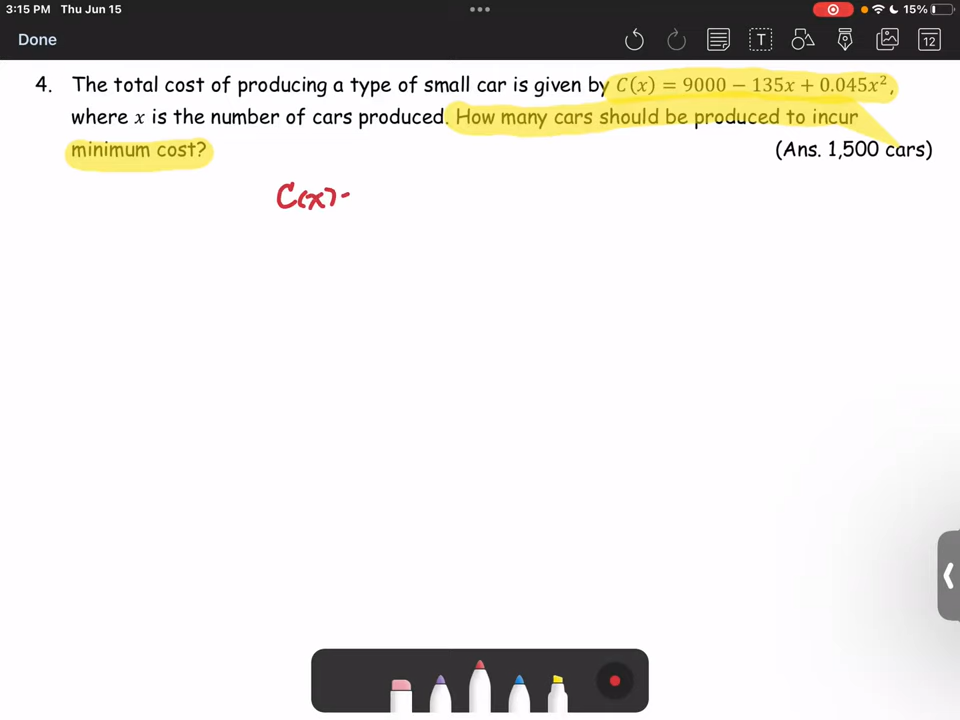 3:15 PM Thu Jun 15
15%
Done
T
12
4. The total cost of producing a type of small car is given by C(x) = 9000 − 135x + 0.045x²,
where x is the number of cars produced. How many cars should be produced to incur
minimum cost?
(Ans. 1,500 cars)
C(x) -